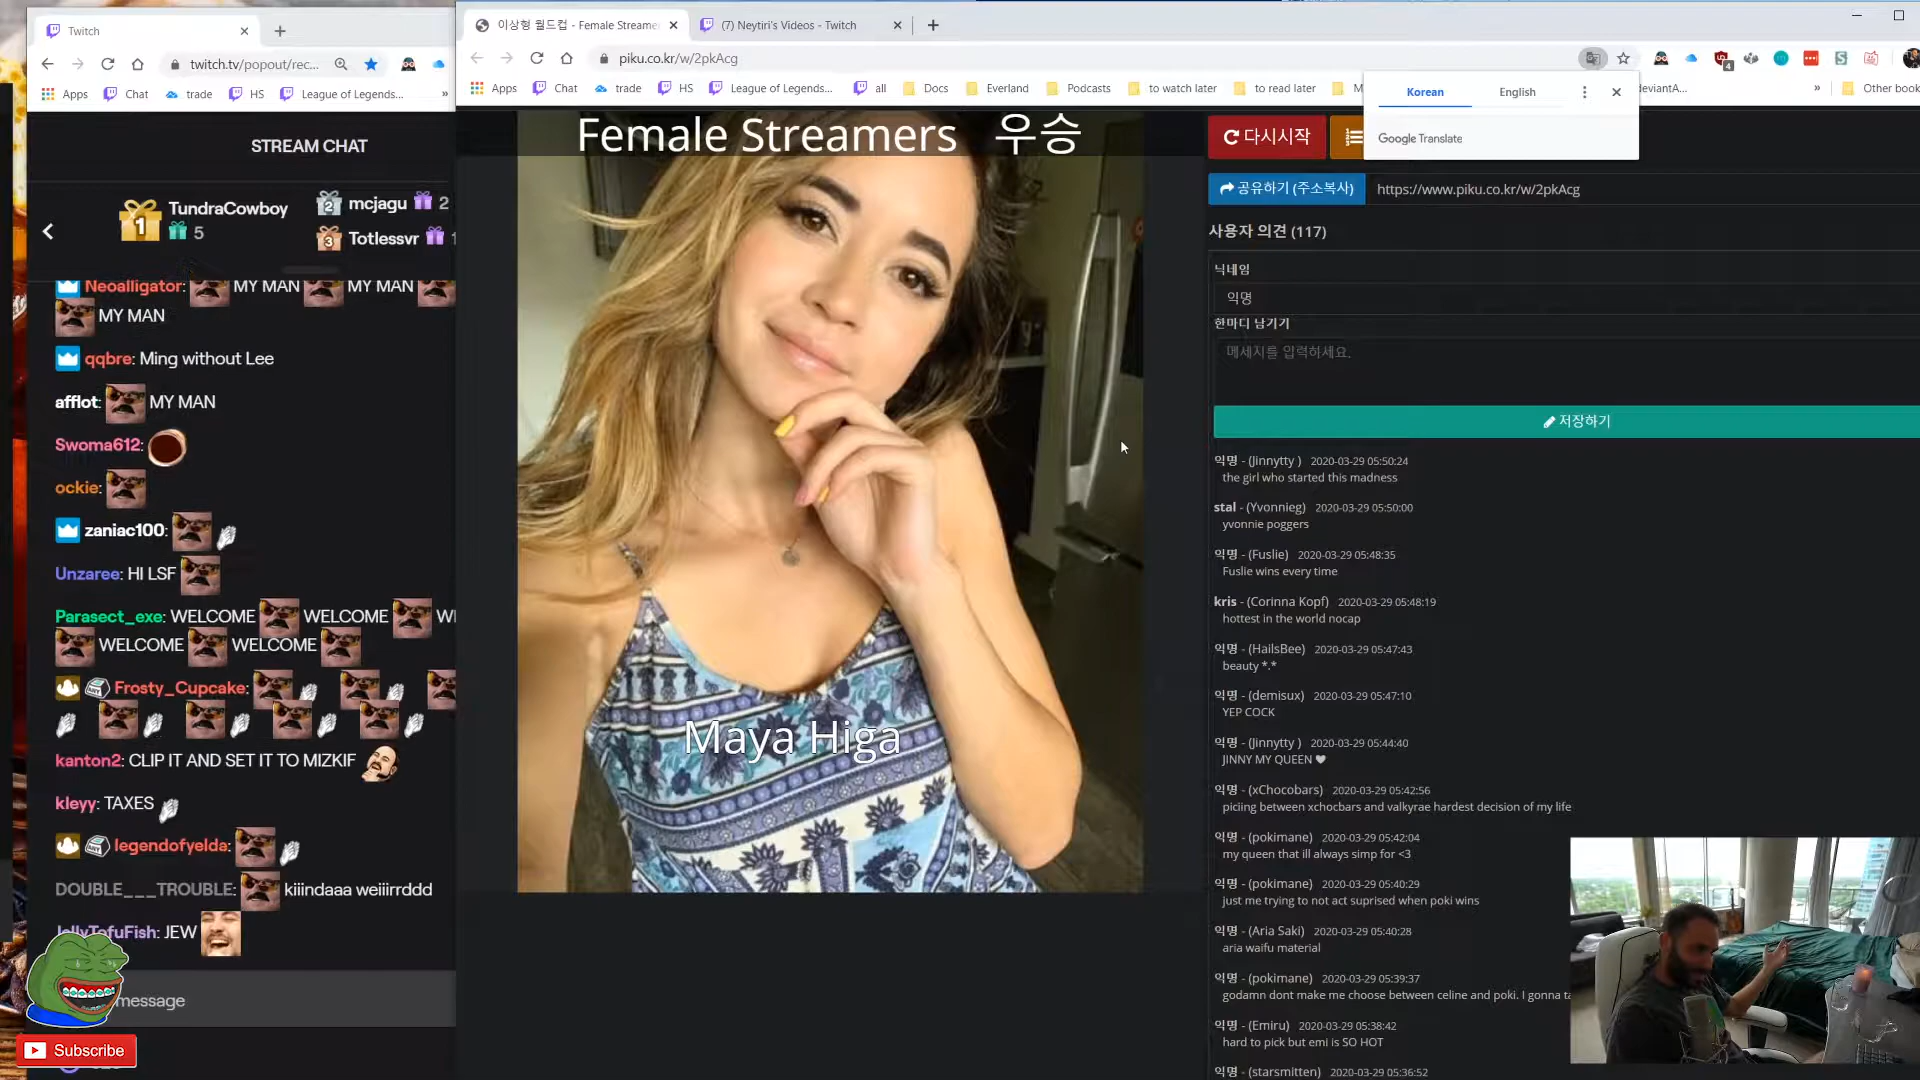 Twitch
twitch.tv/popout/rec...
Apps
Chat
trade
HS
League of Legends...
»
STREAM CHAT
1
TundraCowboy
5
2
mcjagu
2
3
Totlessvr
Neoalligator: MY MAN MY MAN
MY MAN
qqbre: Ming without Lee
afflot: MY MAN
Swoma612:
ockie:
zaniac100:
Unzaree: HI LSF
Parasect_exe: WELCOME WELCOME
WELCOME WELCOME
Frosty_Cupcake:
kanton2: CLIP IT AND SET IT TO MIZKIF
kleyy: TAXES
legendofyelda:
DOUBLE___TROUBLE: kiiindaaa weiiirrddd
JellyTofuFish: JEW
message
Subscribe
이상형 월드컵 - Female Streame
(7) Neytiri's Videos - Twitch
piku.co.kr/w/2pkAcg
4
Apps
Chat
trade
HS
League of Legends...
all
Docs
Everland
Podcasts
to watch later
to read later
M
deviantA...
»
Other book
Korean
English
Google Translate
Female Streamers 우승
Maya Higa
다시시작
공유하기 (주소복사)
https://www.piku.co.kr/w/2pkAcg
사용자 의견 (117)
닉네임
익명
한마디 남기기
메세지를 입력하세요.
저장하기
익명 - (Jinnytty ) 2020-03-29 05:50:24
the girl who started this madness
stal - (Yvonnieg) 2020-03-29 05:50:00
yvonnie poggers
익명 - (Fuslie) 2020-03-29 05:48:35
Fuslie wins every time
kris - (Corinna Kopf) 2020-03-29 05:48:19
hottest in the world nocap
익명 - (HailsBee) 2020-03-29 05:47:43
beauty *.*
익명 - (demisux) 2020-03-29 05:47:10
YEP COCK
익명 - (Jinnytty ) 2020-03-29 05:44:40
JINNY MY QUEEN ♥
익명 - (xChocobars) 2020-03-29 05:42:56
piciing between xchocbars and valkyrae hardest decision of my life
익명 - (pokimane) 2020-03-29 05:42:04
my queen that ill always simp for <3
익명 - (pokimane) 2020-03-29 05:40:29
just me trying to not act suprised when poki wins
익명 - (Aria Saki) 2020-03-29 05:40:28
aria waifu material
익명 - (pokimane) 2020-03-29 05:39:37
godamn dont make me choose between celine and poki. I gonna ta
익명 - (Emiru) 2020-03-29 05:38:42
hard to pick but emi is SO HOT
익명 - (starsmitten) 2020-03-29 05:36:52